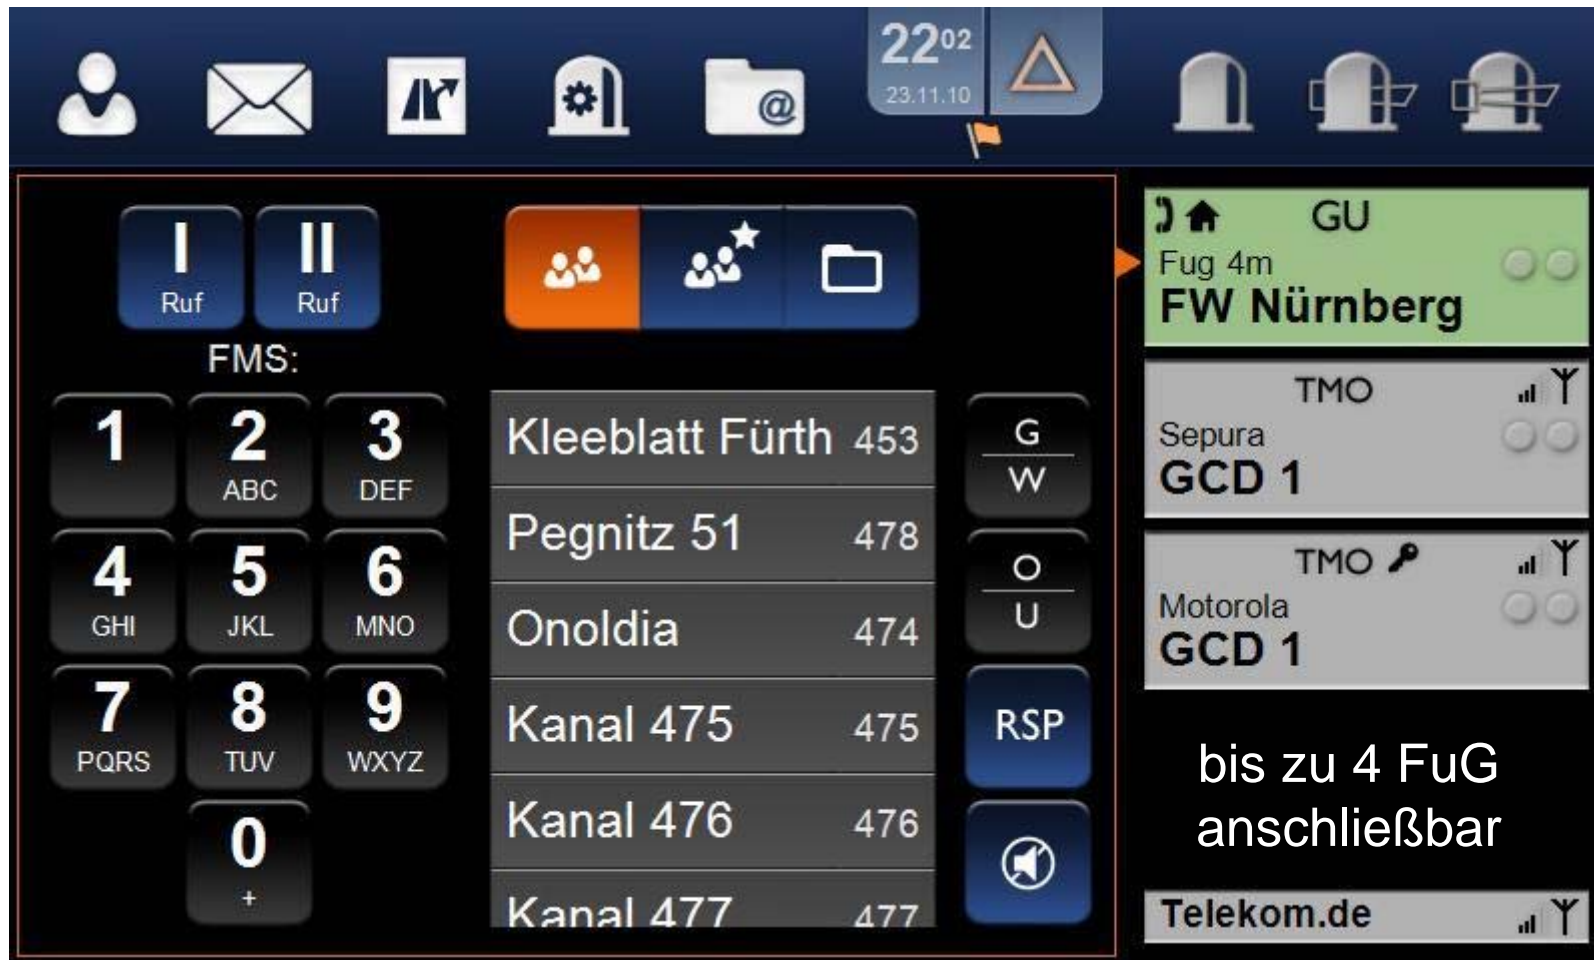 @
22 02
23.11.10
I
Ruf
II
Ruf
FMS:
1
2
ABC
3
DEF
4
GHI
5
JKL
6
MNO
7
PQRS
8
TUV
9
WXYZ
0
+
Kleeblatt Fürth 453
Pegnitz 51 478
Onoldia 474
Kanal 475 475
Kanal 476 476
Kanal 477 477
G
W
O
U
RSP
GU
Fug 4m
FW Nürnberg
TMO
Sepura
GCD 1
TMO
Motorola
GCD 1
bis zu 4 FuG
anschließbar
Telekom.de